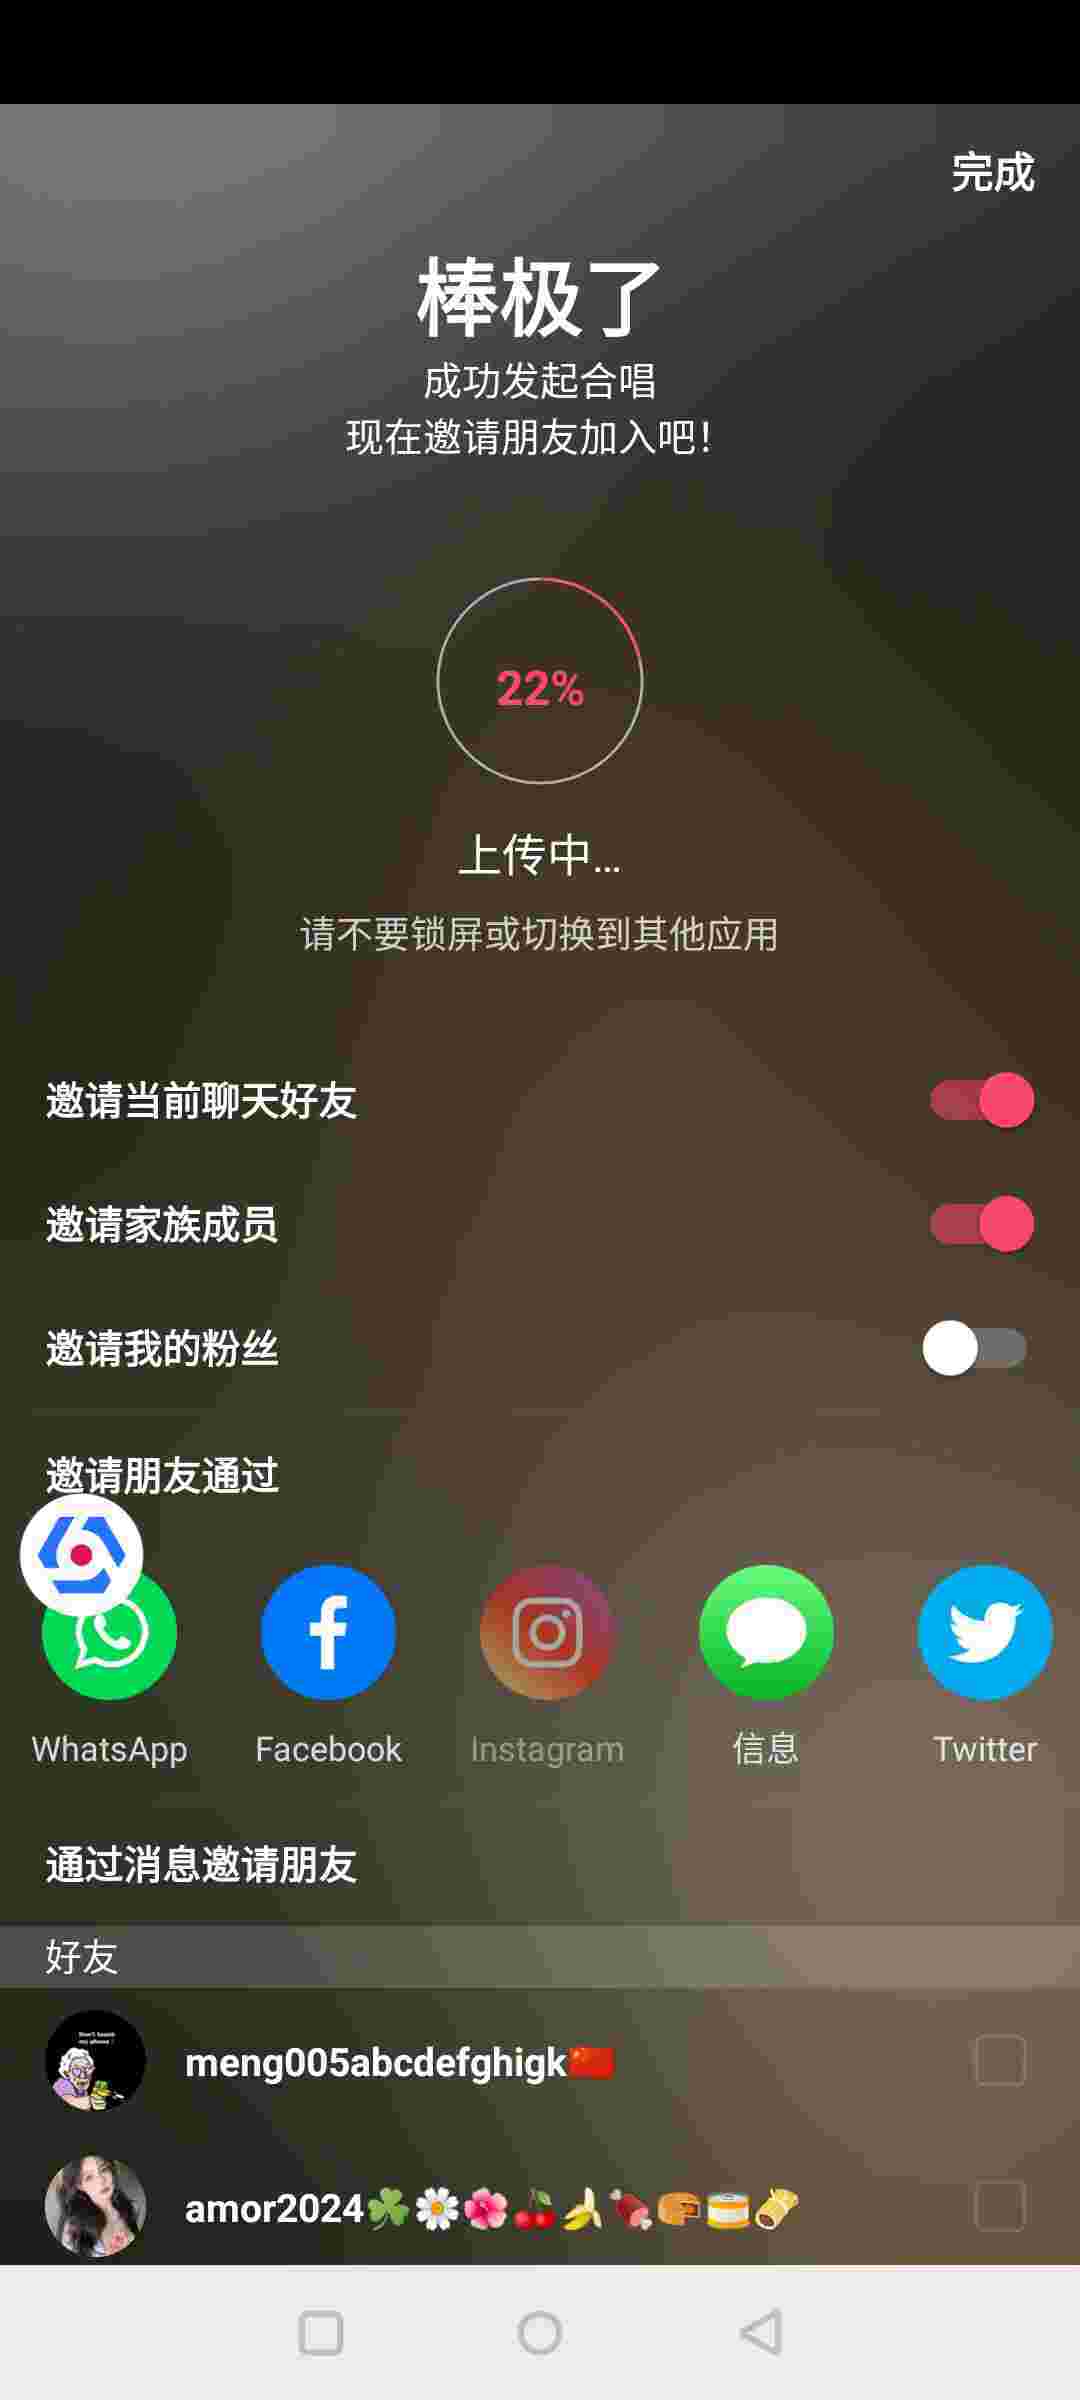 完成
棒极了
成功发起合唱
现在邀请朋友加入吧!
22%
上传中...
请不要锁屏或切换到其他应用
邀请当前聊天好友
邀请家族成员
邀请我的粉丝
邀请朋友通过
WhatsApp Facebook Instagram 信息 Twitter
通过消息邀请朋友
好友
Don't touch
my phone !
meng005abcdefghigk🇨🇳
amor2024☘️🌼🌺🍒🍌🍖🧀🥫🌯